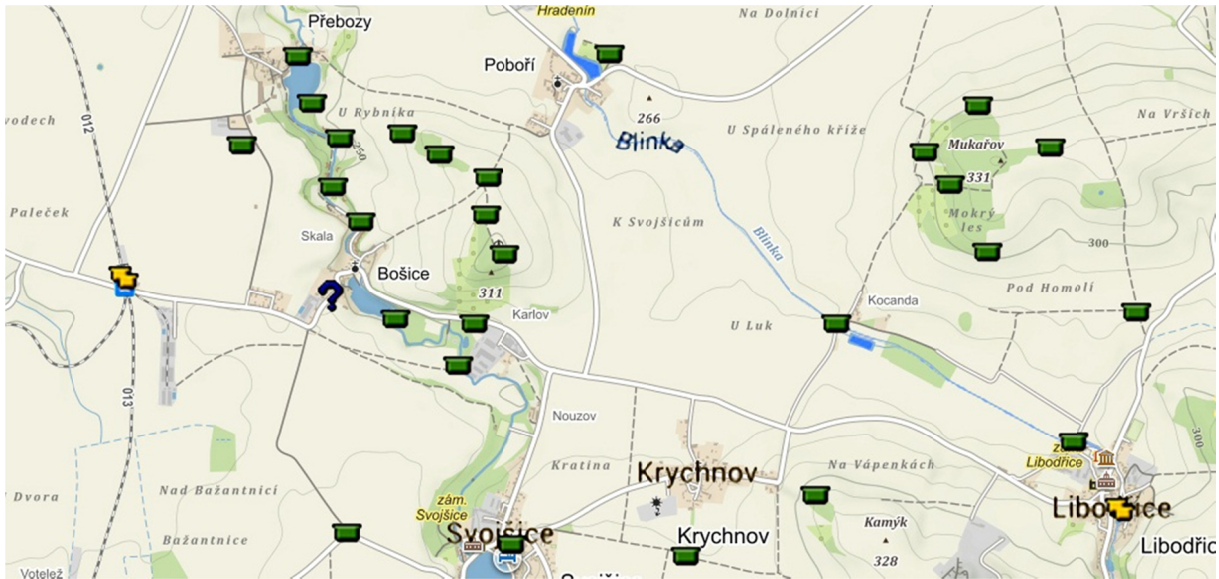 Přebozy
Hradenín
Na Dolnici
Poboří
vodech
012
U Rybníka
250
266
Blinka
U Spáleného kříže
Na Vrších
Mukařov
331
Paleček
Mokrý
les
K Svojšicům
Skala
Blinka
300
Bošice
311
Karlov
Kocanda
Pod Homolí
U Luk
013
Nouzov
300
Kratina
Krychnov
Na Vápenkách
Libodřice
Dvora
Nad Bažantnicí
zám.
Svojšice
Svojšice
Bažantnice
Krychnov
Kamýk
328
Libodřice
Libodřic
Votelež